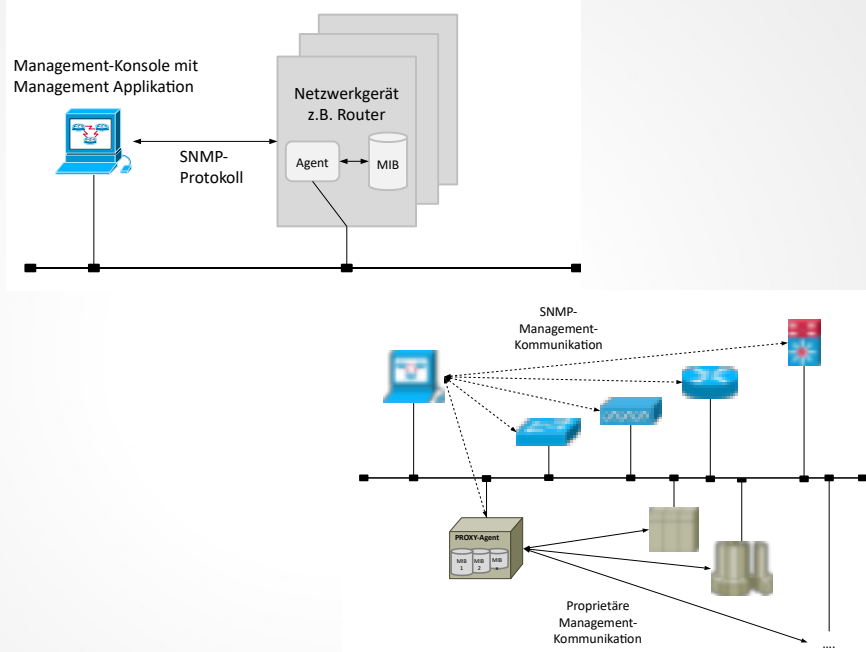 Management-Konsole mit
Management Applikation
SNMP-
Protokoll
Netzwerkgerät
z.B. Router
Agent
MIB
SNMP-
Management-
Kommunikation
PROXY-Agent
MIB
1
MIB
2
MIB
Proprietäre
Management-
Kommunikation
....